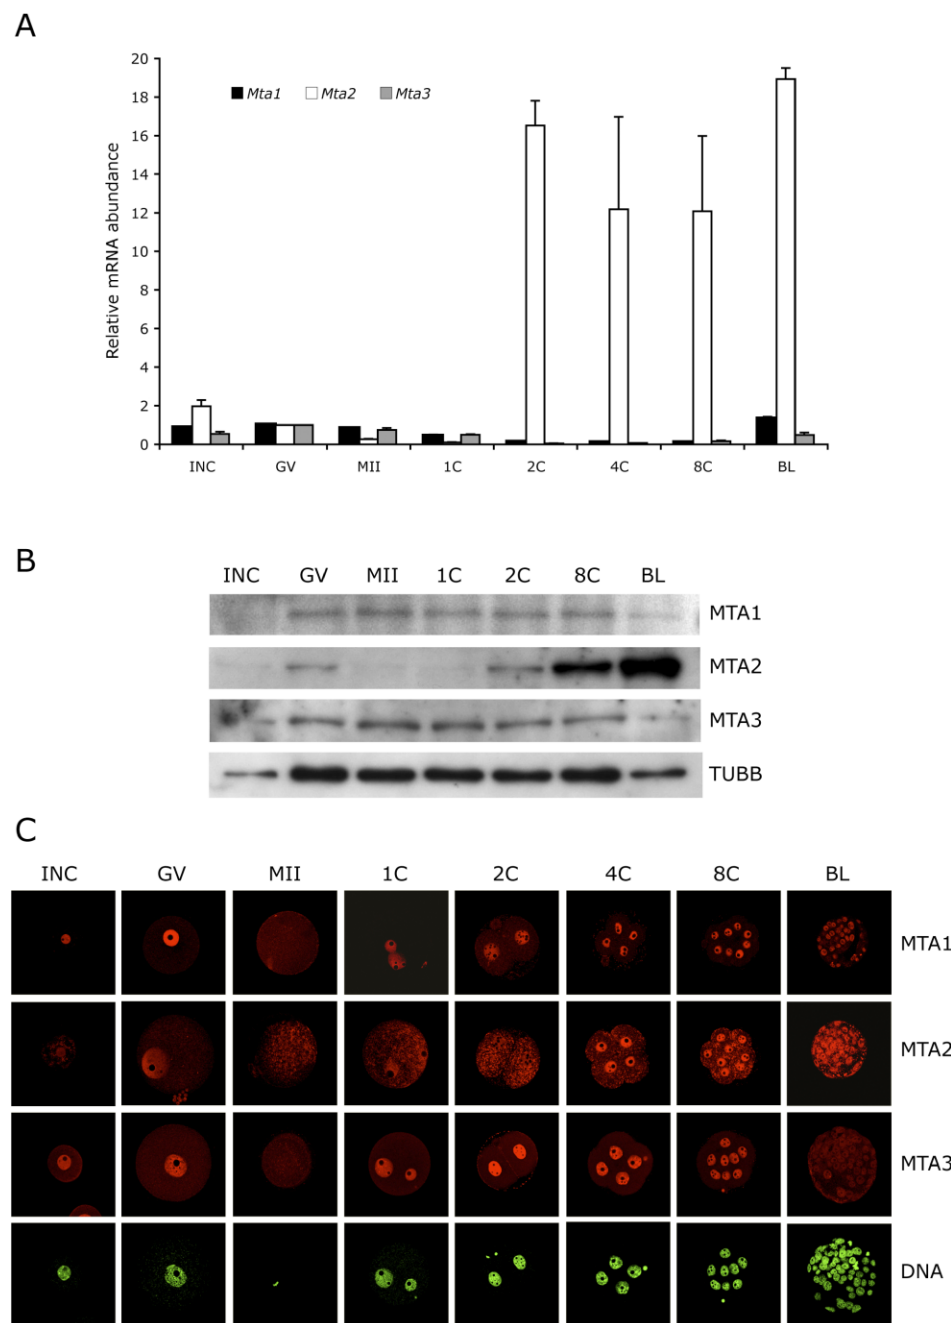 A
Relative mRNA abundance
20
18
16
14
12
10
8
6
4
2
0
Mta1 Mta2 Mta3
INC GV MII 1C 2C 4C 8C BL
B
INC GV MII 1C 2C 8C BL
MTA1
MTA2
MTA3
TUBB
C
INC GV MII 1C 2C 4C 8C BL
MTA1
MTA2
MTA3
DNA